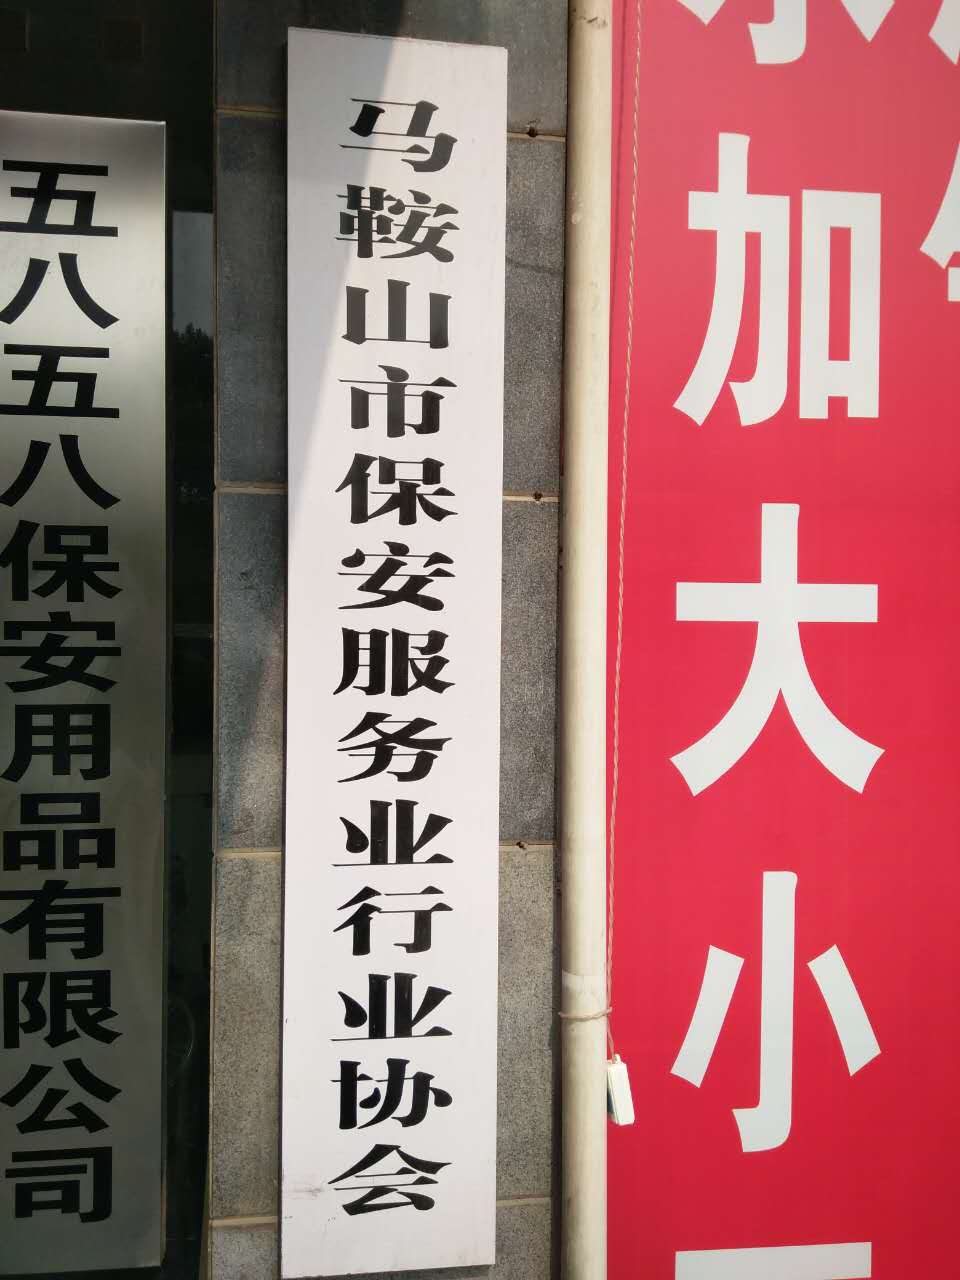 五八五八保安用品有限公司
马鞍山市保安服务业行业协会
加大小